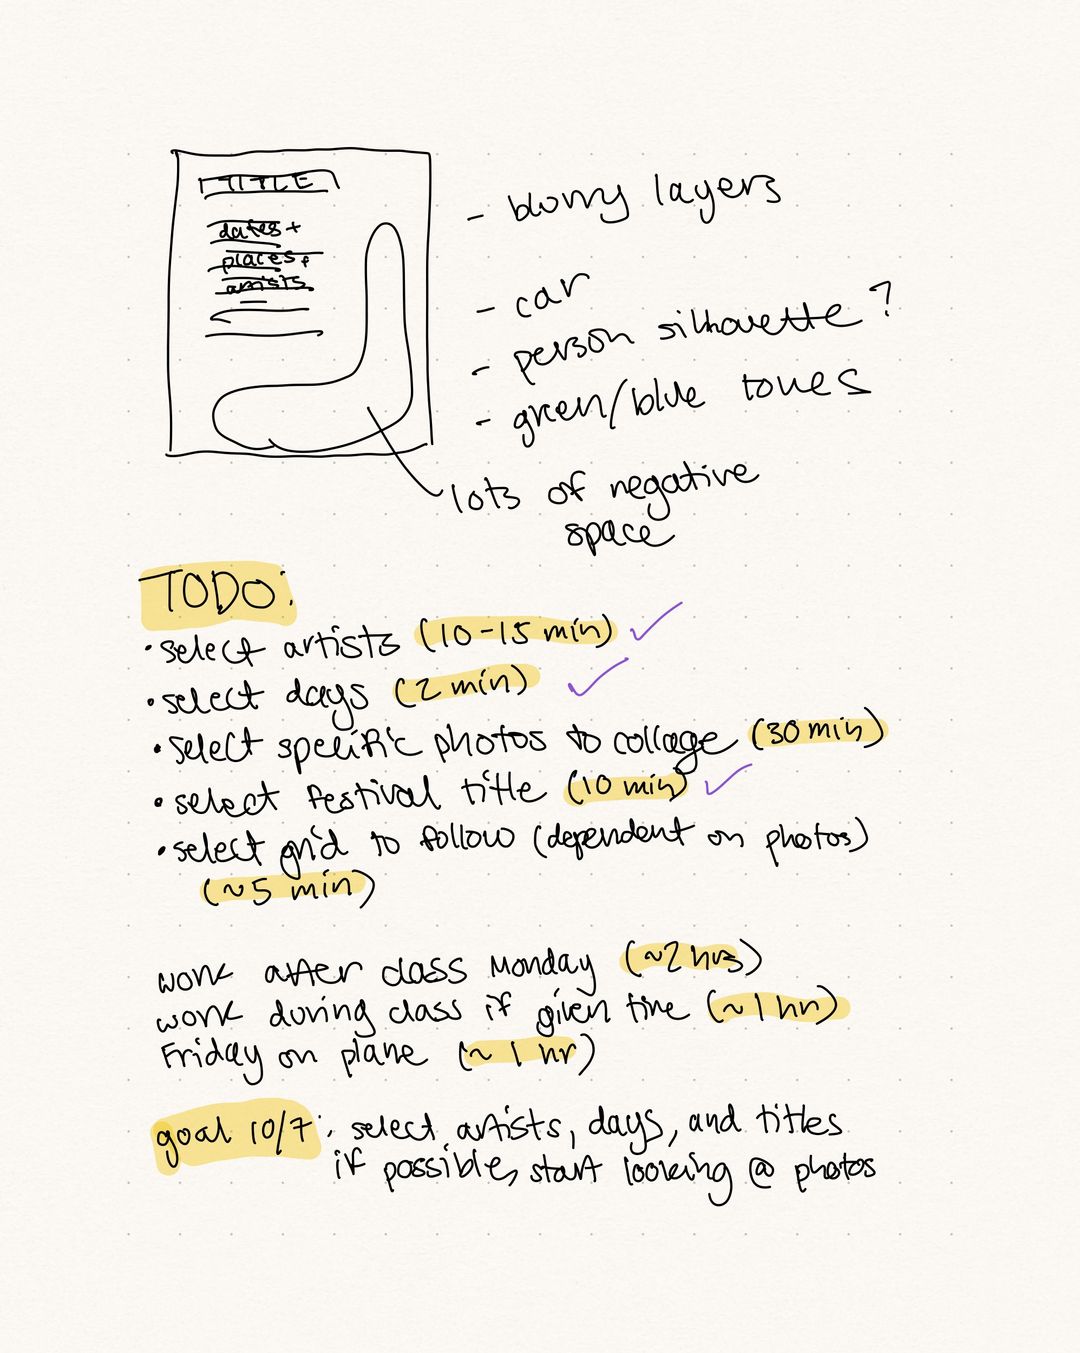 TITLE
dates +
places +
artists
- blurry layers
- car
- person silhouette?
- green/blue tones
lots of negative
space
TODO:
• select artists (10-15 min) ✓
• select days (2 min) ✓
• select specific photos to collage (30 min)
• select festival title (10 min) ✓
• select grid to follow (dependent on photos)
(~5 min)
work after class Monday (~2 hrs)
work during class if given time (~1 hr)
Friday on plane (~1 hr)
goal 10/7: select artists, days, and titles
if possible, start looking @ photos